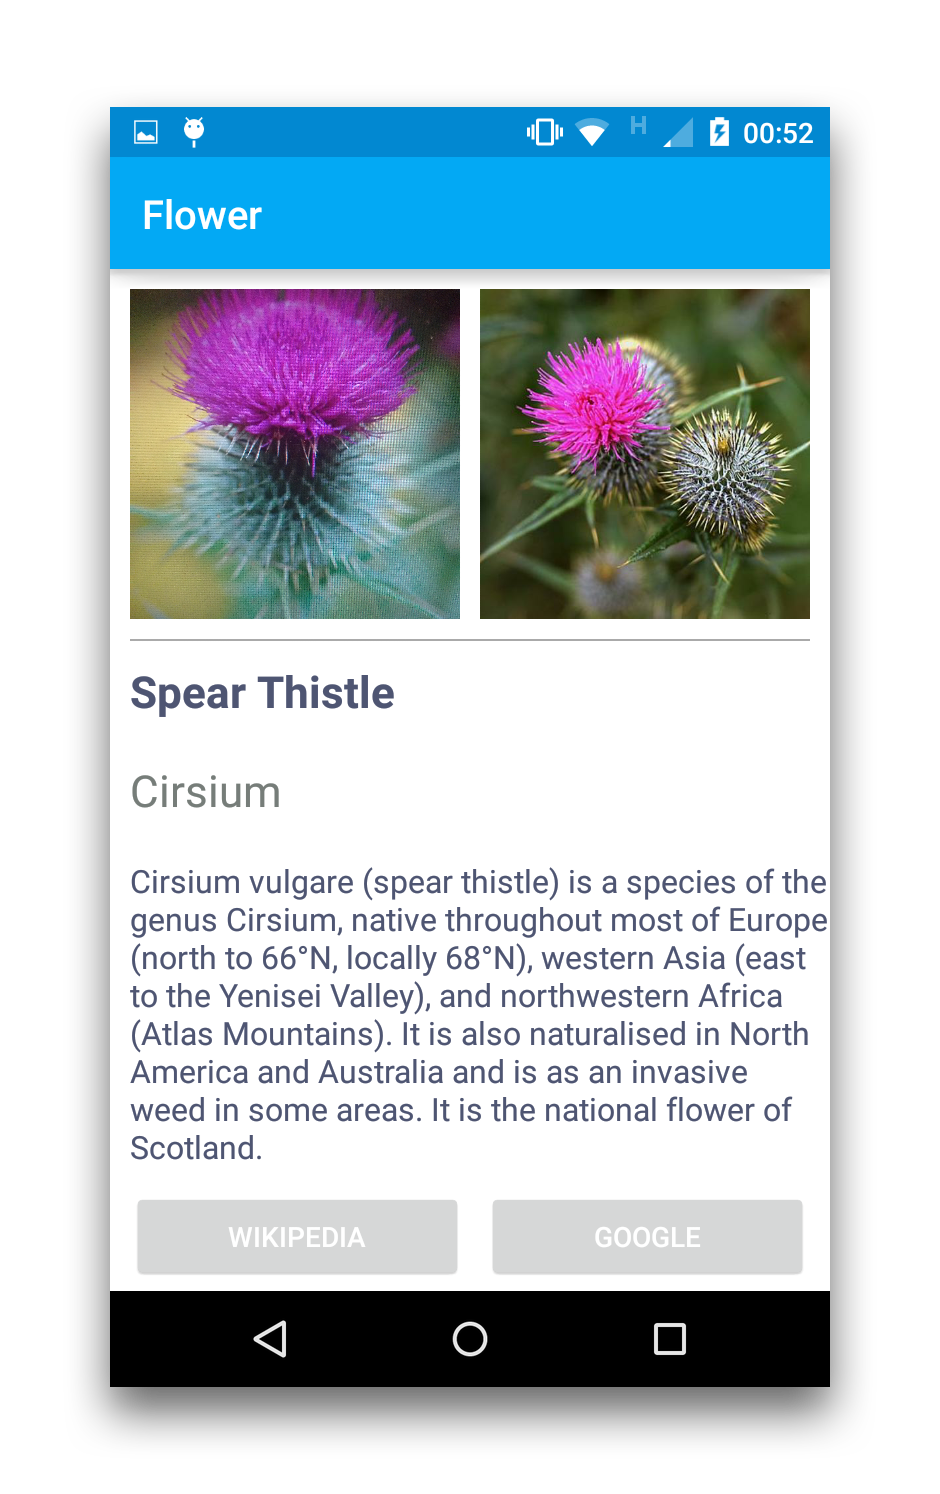 H 00:52
Flower
Spear Thistle
Cirsium
Cirsium vulgare (spear thistle) is a species of the
genus Cirsium, native throughout most of Europe
(north to 66°N, locally 68°N), western Asia (east
to the Yenisei Valley), and northwestern Africa
(Atlas Mountains). It is also naturalised in North
America and Australia and is as an invasive
weed in some areas. It is the national flower of
Scotland.
WIKIPEDIA GOOGLE